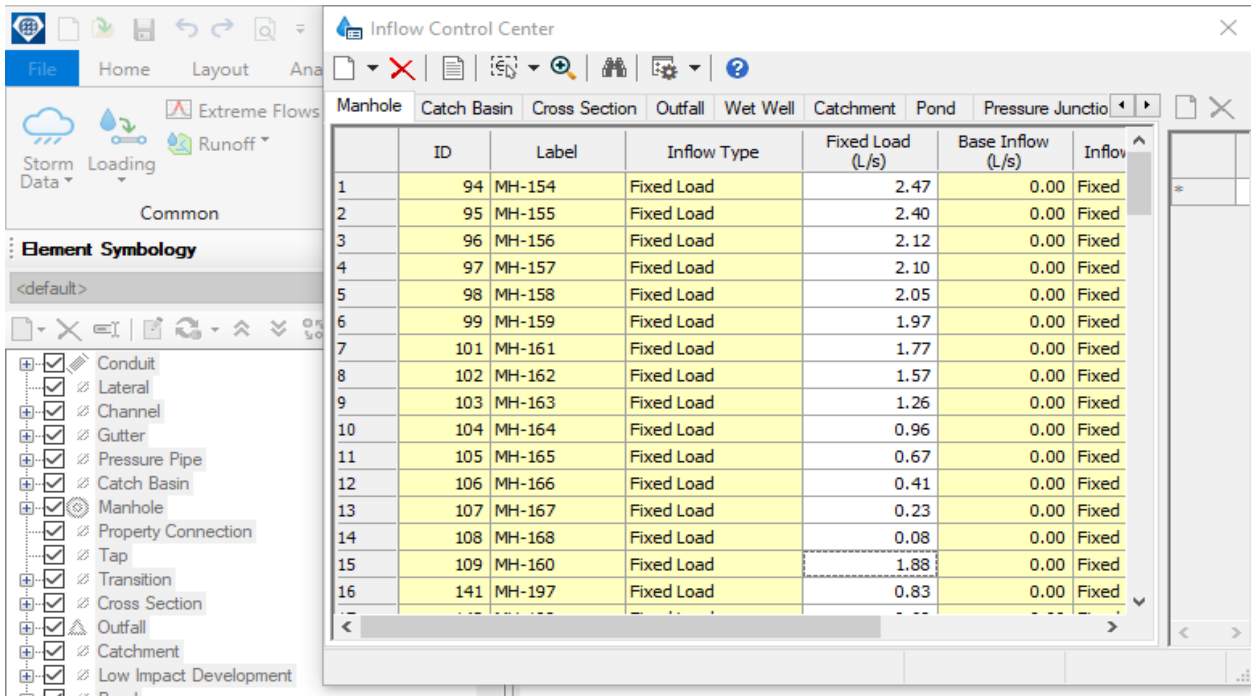 Inflow Control Center
File Home Layout Ana
Extreme Flows
Runoff
Storm Data
Loading
Common
Element Symbology
<default>
Conduit
Lateral
Channel
Gutter
Pressure Pipe
Catch Basin
Manhole
Property Connection
Tap
Transition
Cross Section
Outfall
Catchment
Low Impact Development
Manhole Catch Basin Cross Section Outfall Wet Well Catchment Pond Pressure Junctio
ID Label Inflow Type Fixed Load (L/s) Base Inflow (L/s) Inflow
1 94 MH-154 Fixed Load 2.47 0.00 Fixed
2 95 MH-155 Fixed Load 2.40 0.00 Fixed
3 96 MH-156 Fixed Load 2.12 0.00 Fixed
4 97 MH-157 Fixed Load 2.10 0.00 Fixed
5 98 MH-158 Fixed Load 2.05 0.00 Fixed
6 99 MH-159 Fixed Load 1.97 0.00 Fixed
7 101 MH-161 Fixed Load 1.77 0.00 Fixed
8 102 MH-162 Fixed Load 1.57 0.00 Fixed
9 103 MH-163 Fixed Load 1.26 0.00 Fixed
10 104 MH-164 Fixed Load 0.96 0.00 Fixed
11 105 MH-165 Fixed Load 0.67 0.00 Fixed
12 106 MH-166 Fixed Load 0.41 0.00 Fixed
13 107 MH-167 Fixed Load 0.23 0.00 Fixed
14 108 MH-168 Fixed Load 0.08 0.00 Fixed
15 109 MH-160 Fixed Load 1.88 0.00 Fixed
16 141 MH-197 Fixed Load 0.83 0.00 Fixed
*